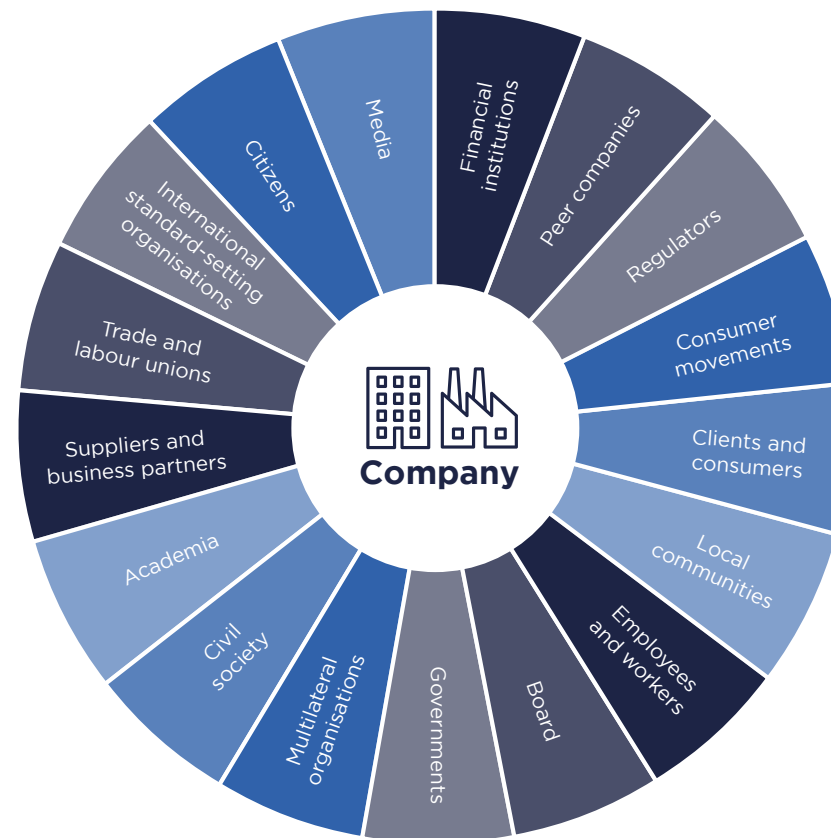 Financial
institutions
Peer companies
Regulators
Consumer
movements
Clients and
consumers
Local
communities
Employees
and workers
Board
Governments
Multilateral
organisations
Civil
society
Academia
Suppliers and
business partners
Trade and
labour unions
International
standard-setting
organisations
Citizens
Media
Company